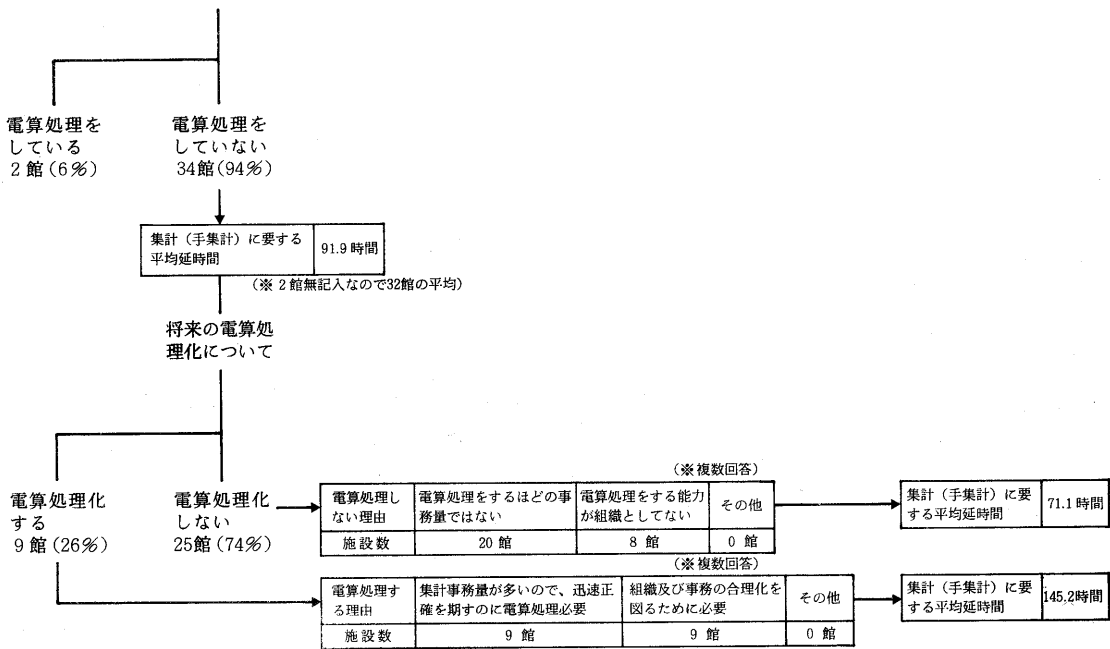 電算処理を
している
2館(6%)
電算処理を
していない
34館(94%)
集計(手集計)に要する
平均延時間
91.9時間
(※2館無記入なので32館の平均)
将来の電算処
理化について
電算処理化
する
9館(26%)
電算処理化
しない
25館(74%)
(※複数回答)
電算処理し
ない理由
電算処理をするほどの事
務量ではない
電算処理をする能力
が組織としてない
その他
施設数
20館
8館
0館
集計(手集計)に要
する平均延時間
71.1時間
(※複数回答)
電算処理す
る理由
集計事務量が多いので、迅速正
確を期すのに電算処理必要
組織及び事務の合理化を
図るために必要
その他
施設数
9館
9館
0館
集計(手集計)に要
する平均延時間
145.2時間